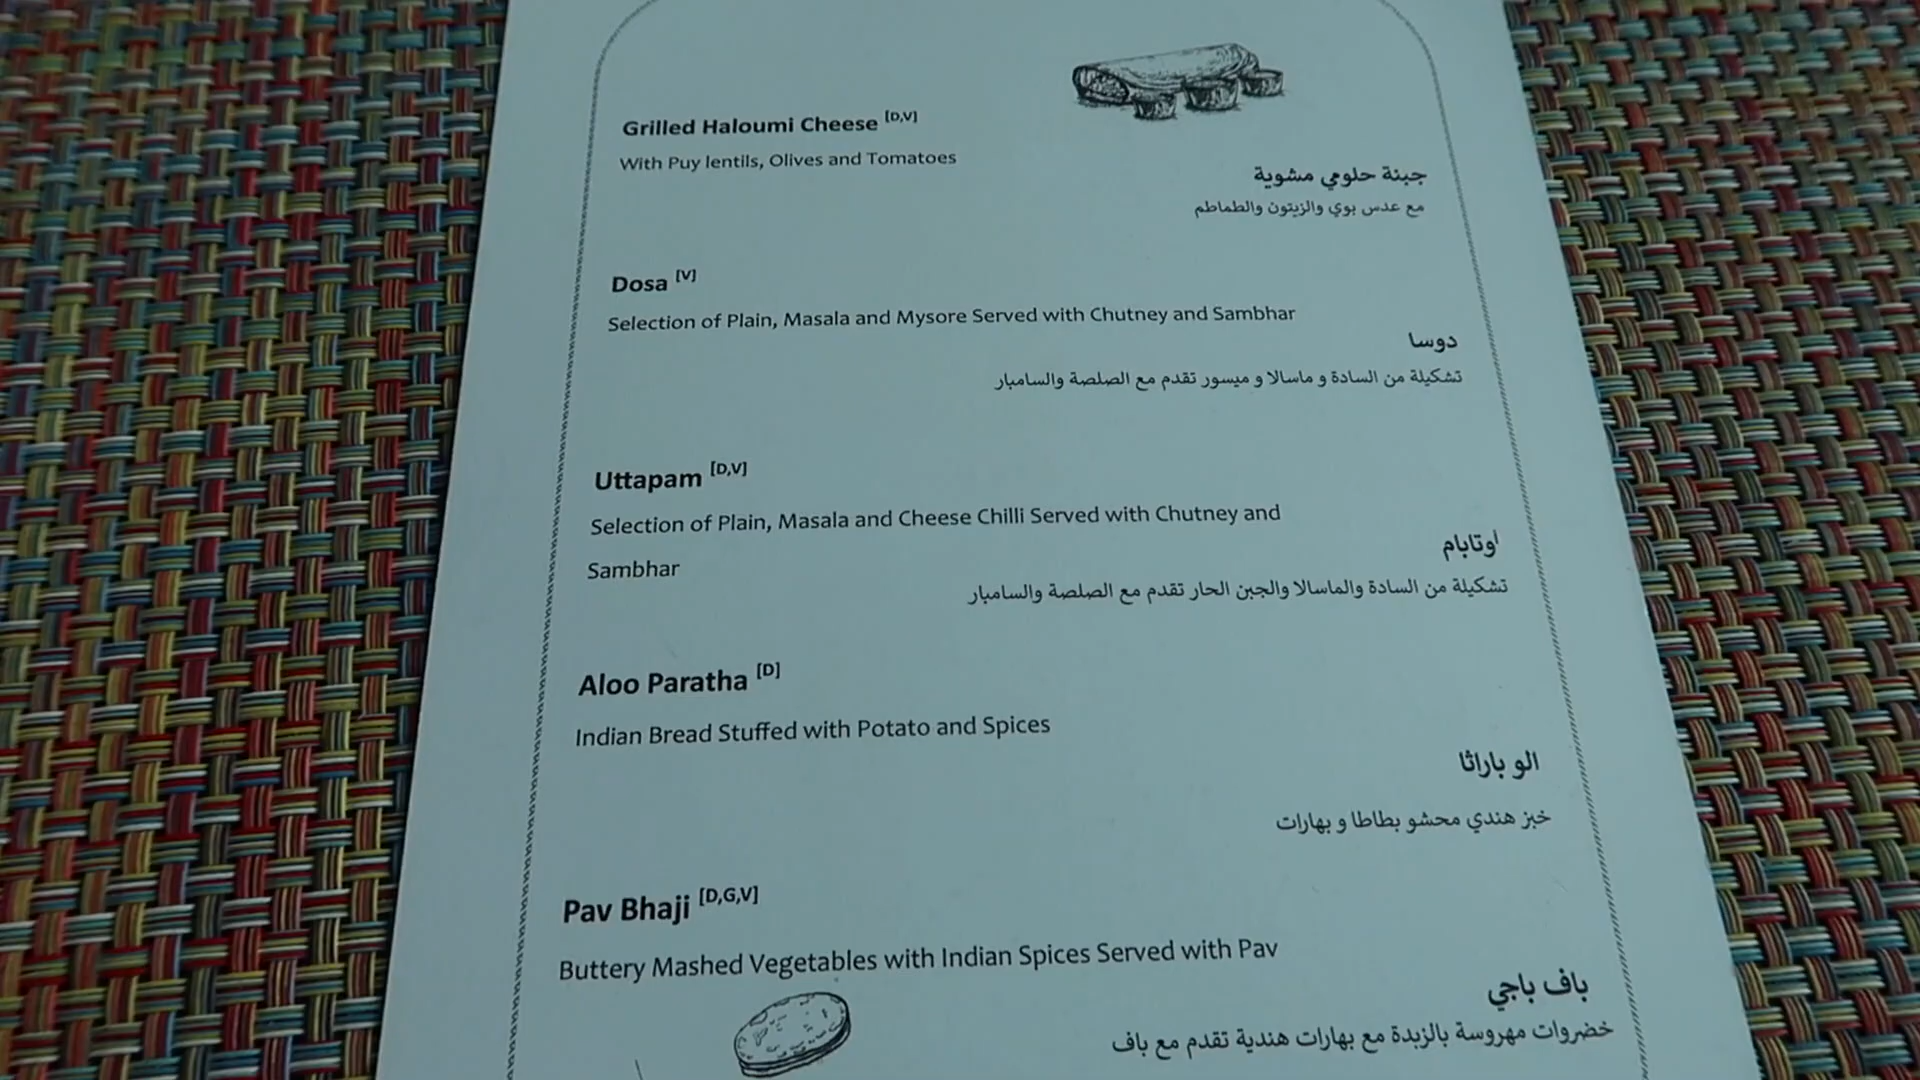 Grilled Haloumi Cheese [D,V]
With Puy lentils, Olives and Tomatoes
جبنة حلومي مشوية
مع عدس بوي والزيتون والطماطم
Dosa [V]
Selection of Plain, Masala and Mysore Served with Chutney and Sambhar
دوسا
تشكيلة من السادة و ماسالا و ميسور تقدم مع الصلصة والسامبار
Uttapam [D,V]
Selection of Plain, Masala and Cheese Chilli Served with Chutney and
Sambhar
اوتابام
تشكيلة من السادة والماسالا والجبن الحار تقدم مع الصلصة والسامبار
Aloo Paratha [D]
Indian Bread Stuffed with Potato and Spices
الو باراثا
خبز هندي محشو بطاطا و بهارات
Pav Bhaji [D,G,V]
Buttery Mashed Vegetables with Indian Spices Served with Pav
باف باجي
خضروات مهروسة بالزبدة مع بهارات هندية تقدم مع باف